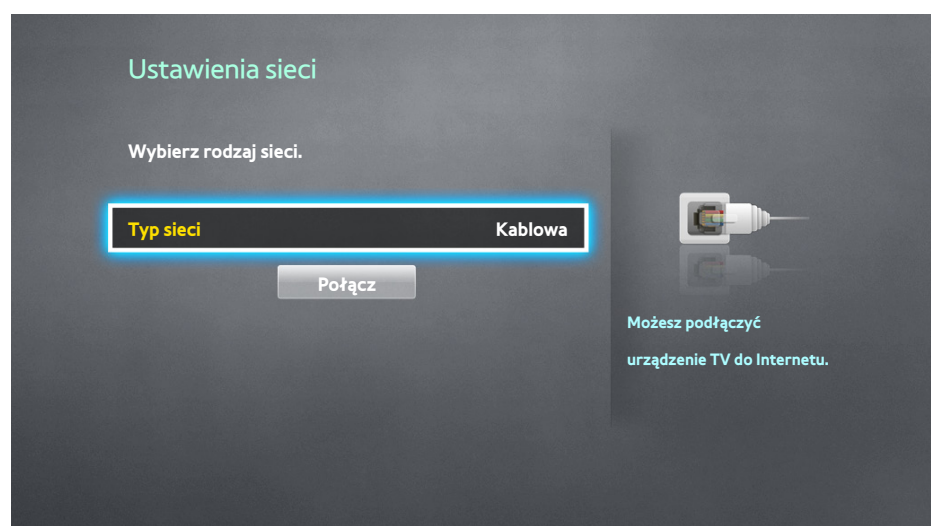 Ustawienia sieci
Wybierz rodzaj sieci.
Typ sieci Kablowa
Połącz
Możesz podłączyć
urządzenie TV do Internetu.